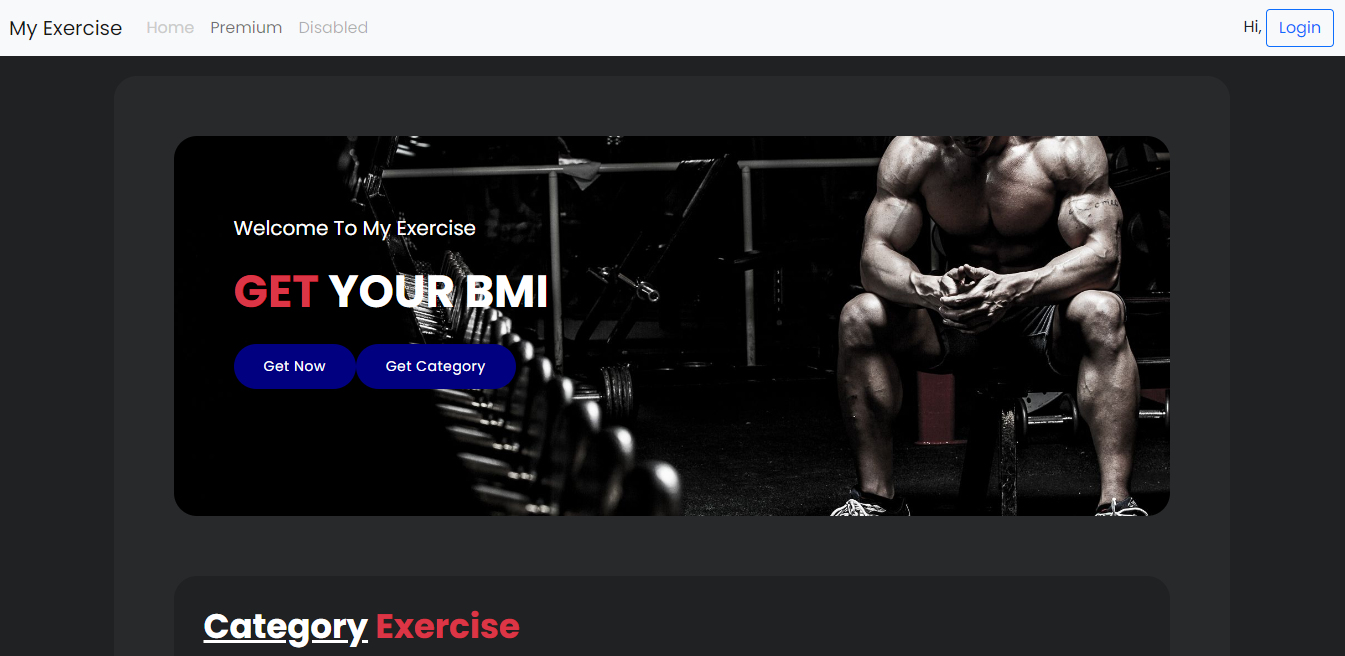 My Exercise Home Premium Disabled Hi, Login
Welcome To My Exercise
GET YOUR BMI
Get Now Get Category
Category Exercise